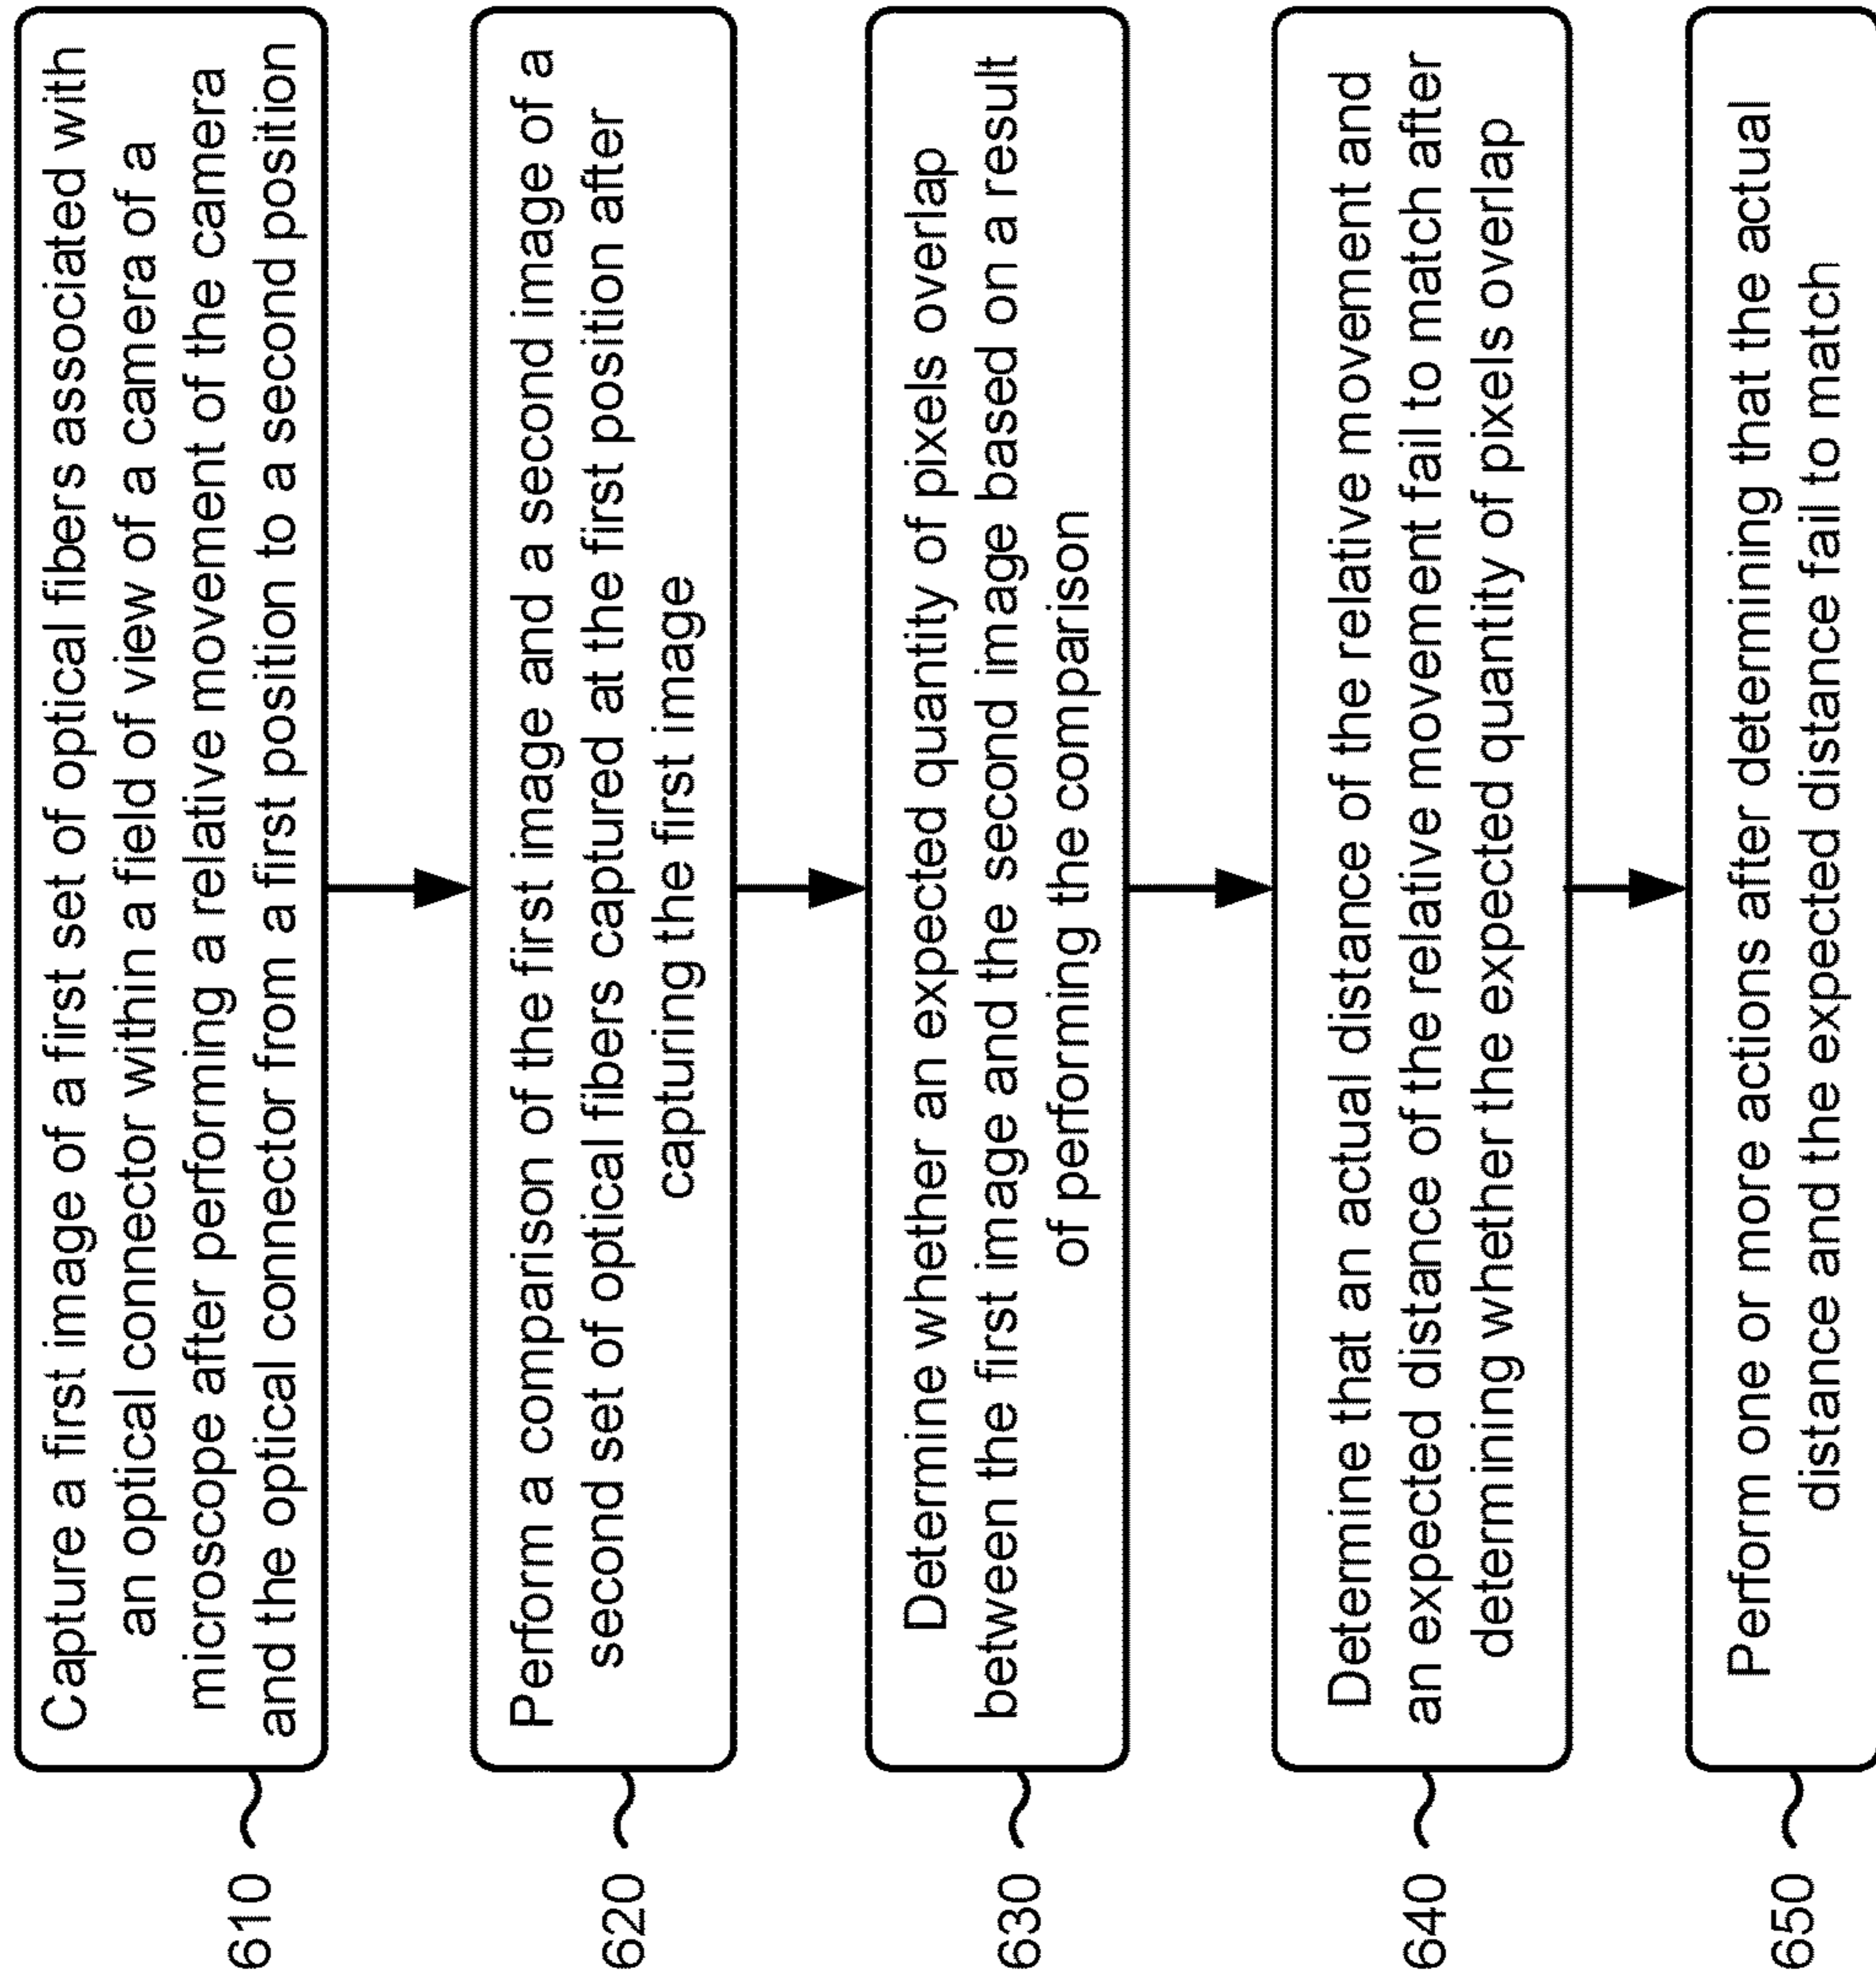 610
Capture a first image of a first set of optical fibers associated with
an optical connector within a field of view of a camera of a
microscope after performing a relative movement of the camera
and the optical connector from a first position to a second position
620
Perform a comparison of the first image and a second image of a
second set of optical fibers captured at the first position after
capturing the first image
630
Determine whether an expected quantity of pixels overlap
between the first image and the second image based on a result
of performing the comparison
640
Determine that an actual distance of the relative movement and
an expected distance of the relative movement fail to match after
determining whether the expected quantity of pixels overlap
650
Perform one or more actions after determining that the actual
distance and the expected distance fail to match